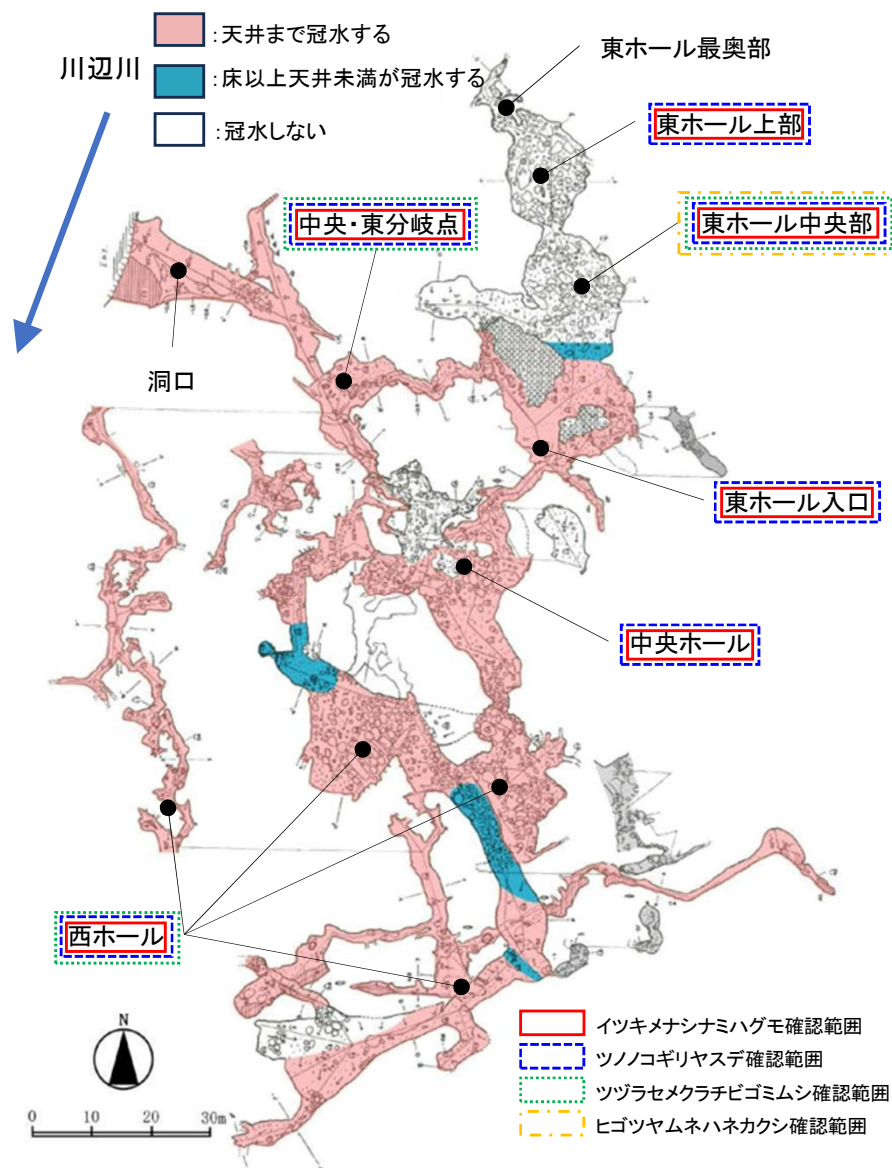 ：天井まで冠水する
川辺川
：床以上天井未満が冠水する
：冠水しない
東ホール最奥部
東ホール上部
中央・東分岐点
東ホール中央部
洞口
東ホール入口
中央ホール
西ホール
N
0 10 20 30m
イツキメナシナミハグモ確認範囲
ツノノコギリヤスデ確認範囲
ツヅラセメクラチビゴミムシ確認範囲
ヒゴツヤムネハネカクシ確認範囲